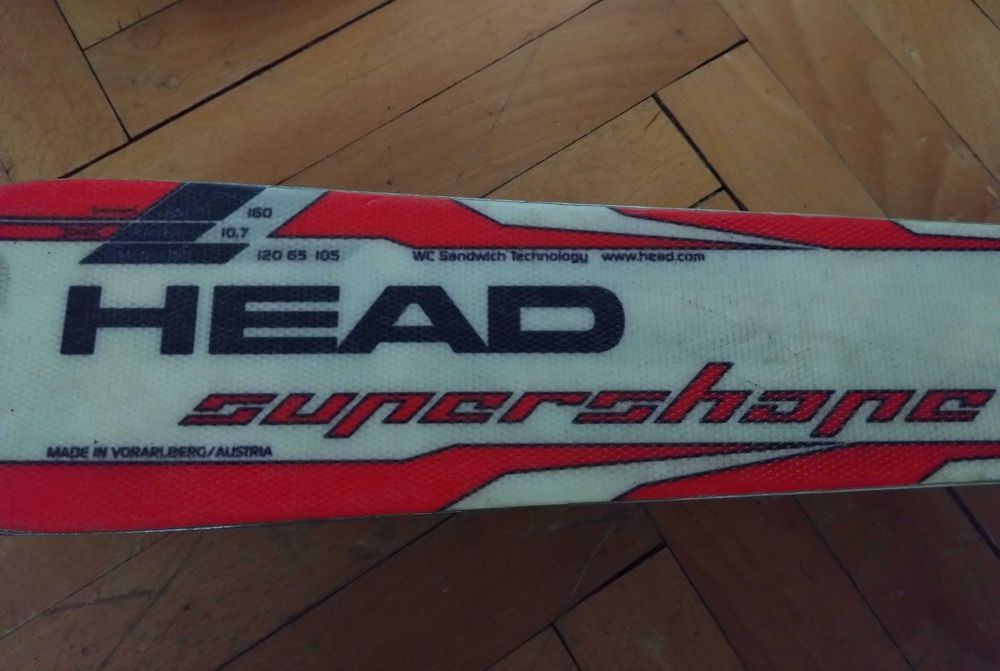 160
10.7
120 65 105
WC Sandwich Technology www.head.com
HEAD
supershape
MADE IN VORARLBERG/AUSTRIA